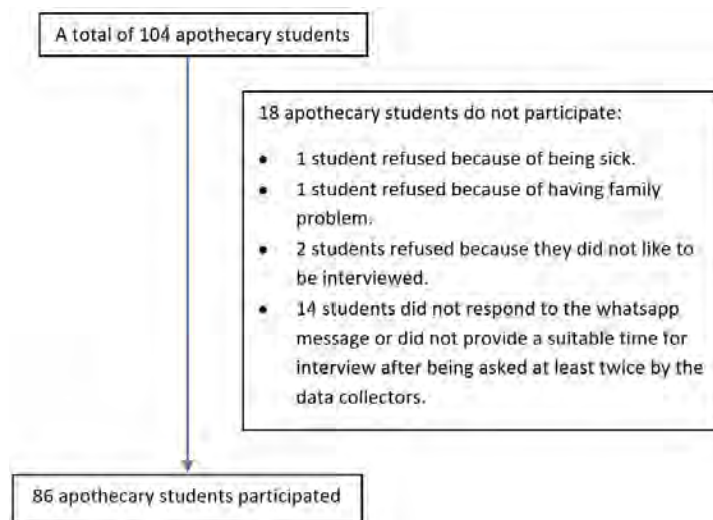 A total of 104 apothecary students
18 apothecary students do not participate:
• 1 student refused because of being sick.
• 1 student refused because of having family
problem.
• 2 students refused because they did not like to
be interviewed.
• 14 students did not respond to the whatsapp
message or did not provide a suitable time for
interview after being asked at least twice by the
data collectors.
86 apothecary students participated